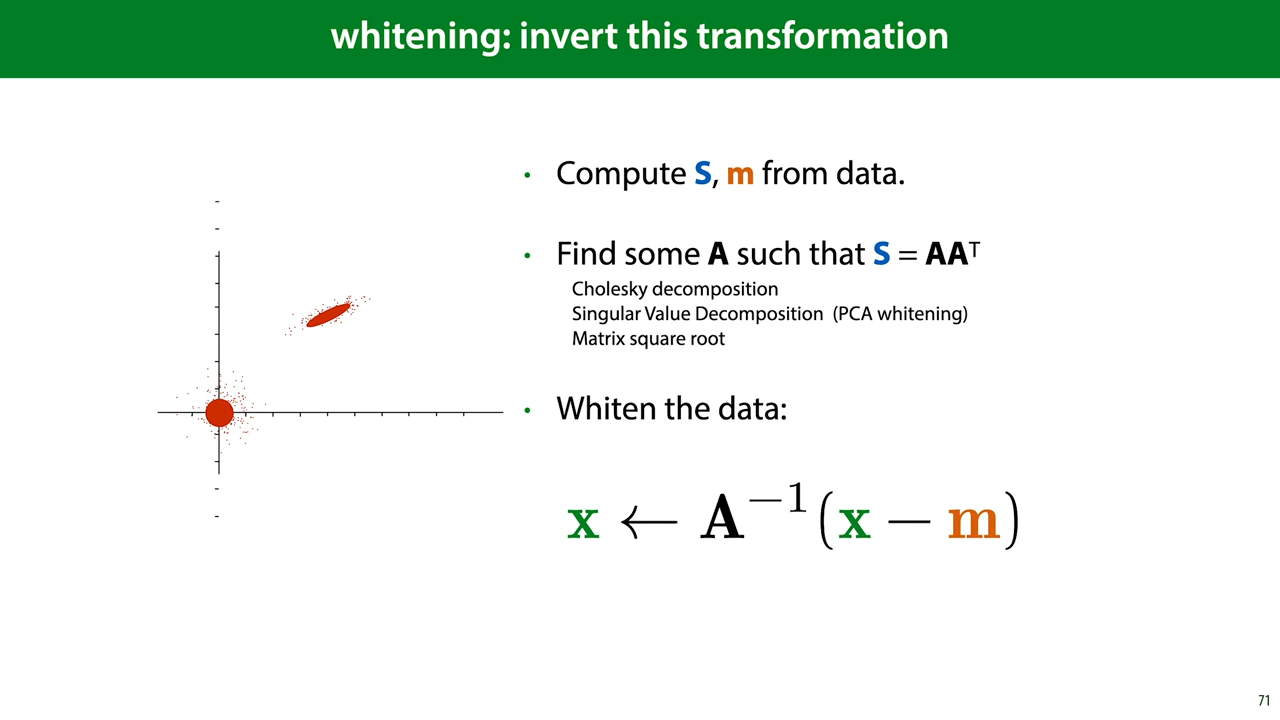 whitening: invert this transformation
• Compute S, m from data.
• Find some A such that S = AAᵀ
Cholesky decomposition
Singular Value Decomposition (PCA whitening)
Matrix square root
• Whiten the data:
x ← A⁻¹(x − m)
71